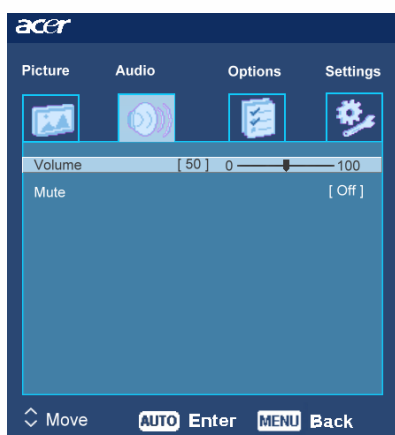 acer
Picture Audio Options Settings
Volume [ 50 ] 0 100
Mute [ Off ]
Move AUTO Enter MENU Back